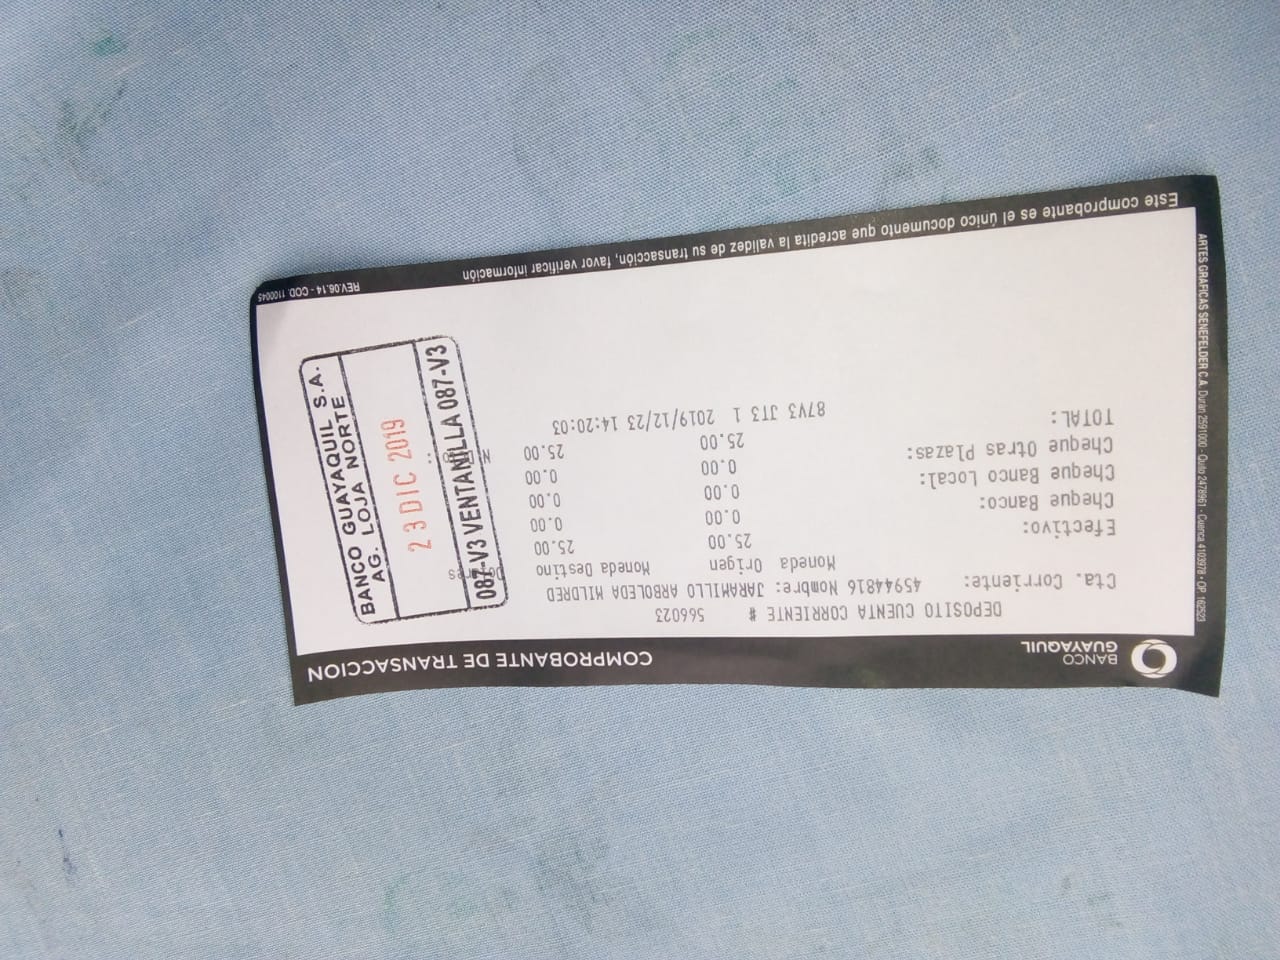 BANCO
GUAYAQUIL
COMPROBANTE DE TRANSACCION
DEPOSITO CUENTA CORRIENTE # 566023
Cta. Corriente: 45944816 Nombre: JARAMILLO ARBOLEDA MILDRED
Moneda Origen Moneda Destino Dolares
Efectivo: 25.00 25.00
Cheque Banco: 0.00 0.00
Cheque Banco Local: 0.00 0.00
Cheque Otras Plazas: 0.00 0.00
TOTAL: 25.00 25.00
87V3 JT3 1 2019/12/23 14:20:03
BANCO GUAYAQUIL S.A.
AG. LOJA NORTE
23 DIC 2019
087-V3 VENTANILLA 087-V3
Este comprobante es el único documento que acredita la validez de su transacción, favor verificar información
REV.06.14 - COD. 1100045
ARTES GRAFICAS SENEFELDER C.A. Durán 2591000 - Quito 2478961 - Cuenca 4103978 - OP. 162523